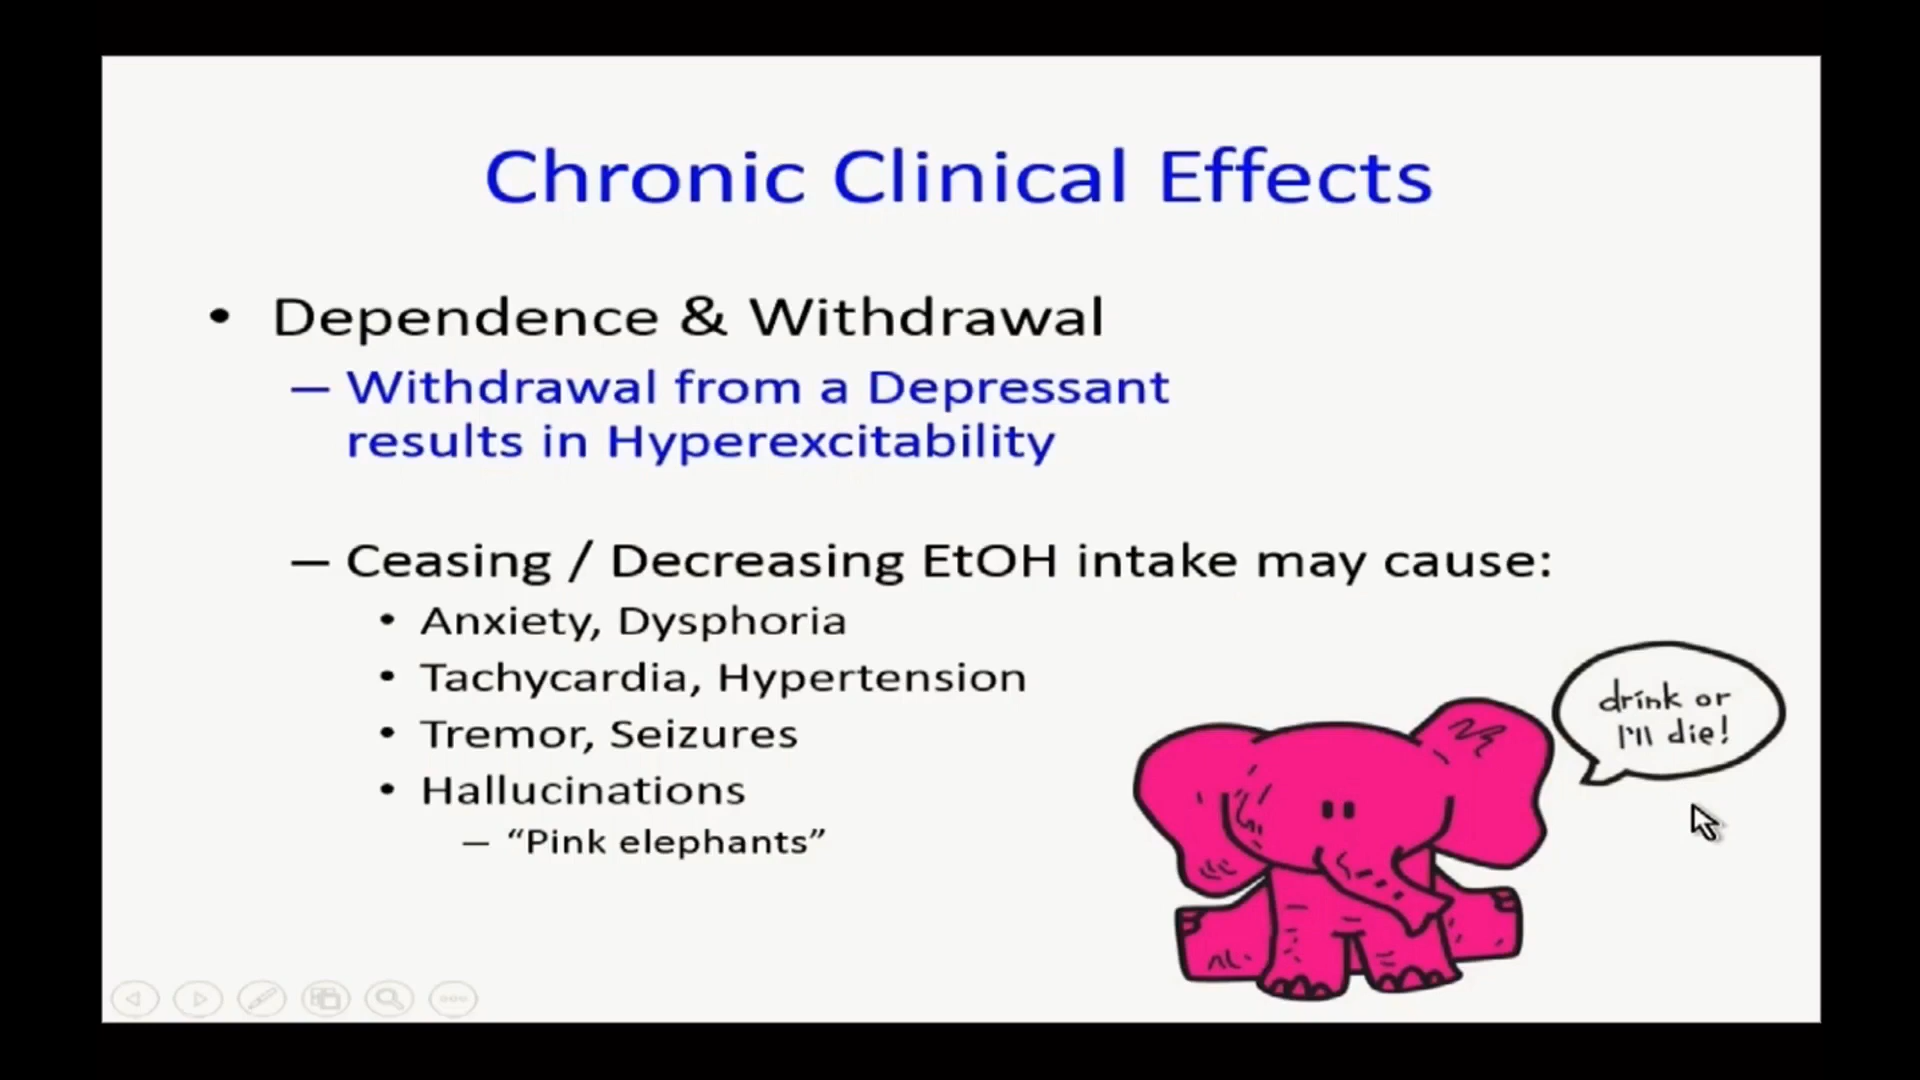 Chronic Clinical Effects
• Dependence & Withdrawal
— Withdrawal from a Depressant
results in Hyperexcitability
— Ceasing / Decreasing EtOH intake may cause:
• Anxiety, Dysphoria
• Tachycardia, Hypertension
• Tremor, Seizures
• Hallucinations
— “Pink elephants”
drink or
I'll die!